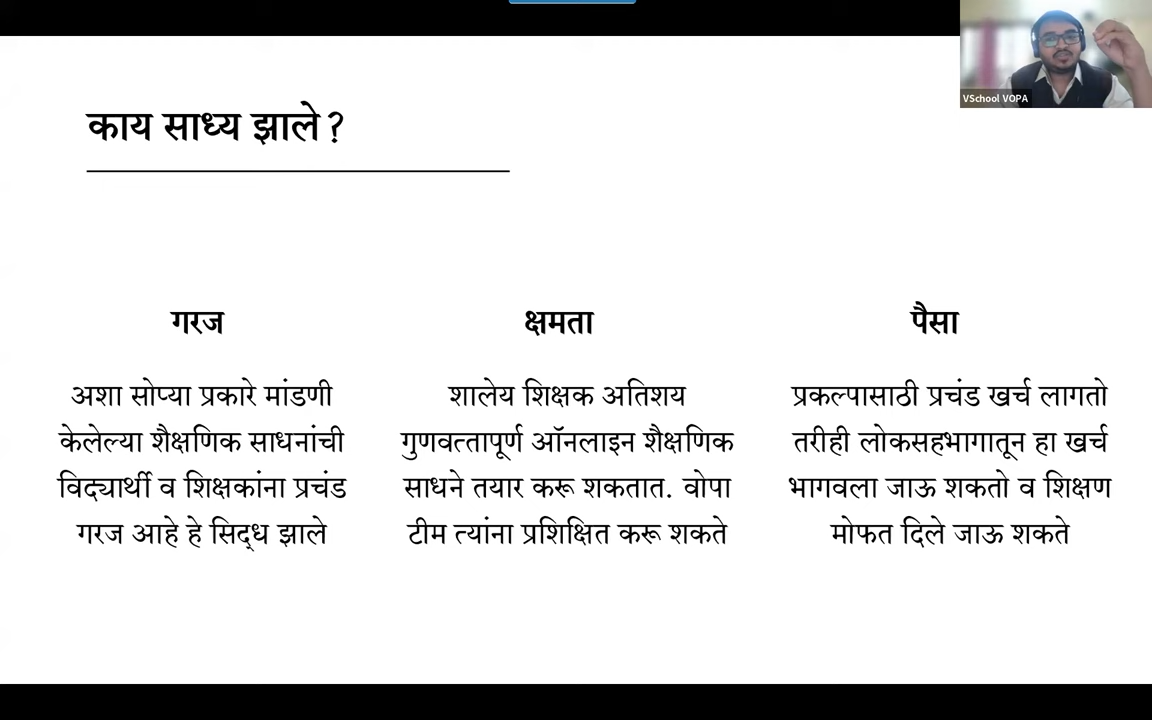 काय साध्य झाले ?
VSchool VOPA
गरज
अशा सोप्या प्रकारे मांडणी
केलेल्या शैक्षणिक साधनांची
विद्यार्थी व शिक्षकांना प्रचंड
गरज आहे हे सिद्ध झाले
क्षमता
शालेय शिक्षक अतिशय
गुणवत्तापूर्ण ऑनलाइन शैक्षणिक
साधने तयार करू शकतात. वोपा
टीम त्यांना प्रशिक्षित करू शकते
पैसा
प्रकल्पासाठी प्रचंड खर्च लागतो
तरीही लोकसहभागातून हा खर्च
भागवला जाऊ शकतो व शिक्षण
मोफत दिले जाऊ शकते